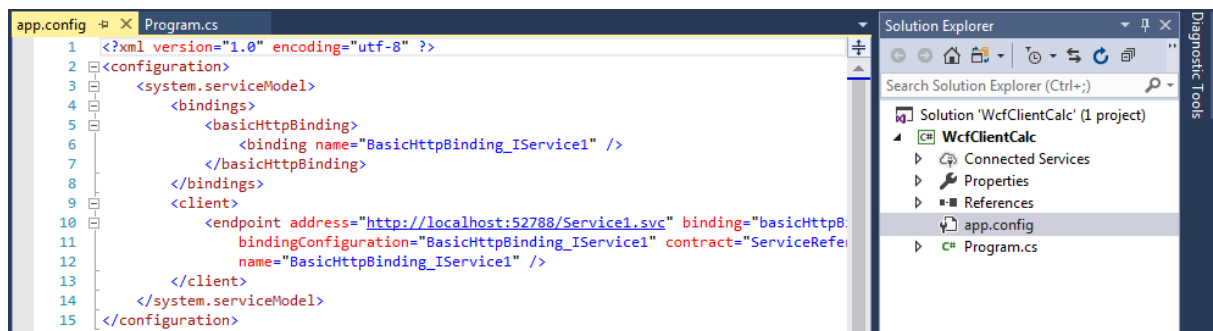 app.config
Program.cs
1 <?xml version="1.0" encoding="utf-8" ?>
2 <configuration>
3 <system.serviceModel>
4 <bindings>
5 <basicHttpBinding>
6 <binding name="BasicHttpBinding_IService1" />
7 </basicHttpBinding>
8 </bindings>
9 <client>
10 <endpoint address="http://localhost:52788/Service1.svc" binding="basicHttpB
11 bindingConfiguration="BasicHttpBinding_IService1" contract="ServiceRefer
12 name="BasicHttpBinding_IService1" />
13 </client>
14 </system.serviceModel>
15 </configuration>
Solution Explorer
Search Solution Explorer (Ctrl+;)
Solution 'WcfClientCalc' (1 project)
C# WcfClientCalc
Connected Services
Properties
References
app.config
C# Program.cs
Diagnostic Tools